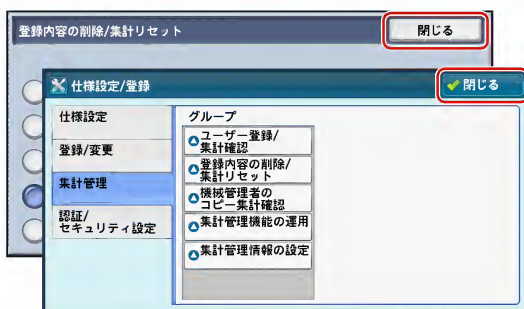 登録内容の削除/集計リセット
閉じる
仕様設定/登録
閉じる
仕様設定
登録/変更
集計管理
認証/
セキュリティ設定
グループ
ユーザー登録/
集計確認
登録内容の削除/
集計リセット
機械管理者の
コピー集計確認
集計管理機能の運用
集計管理情報の設定